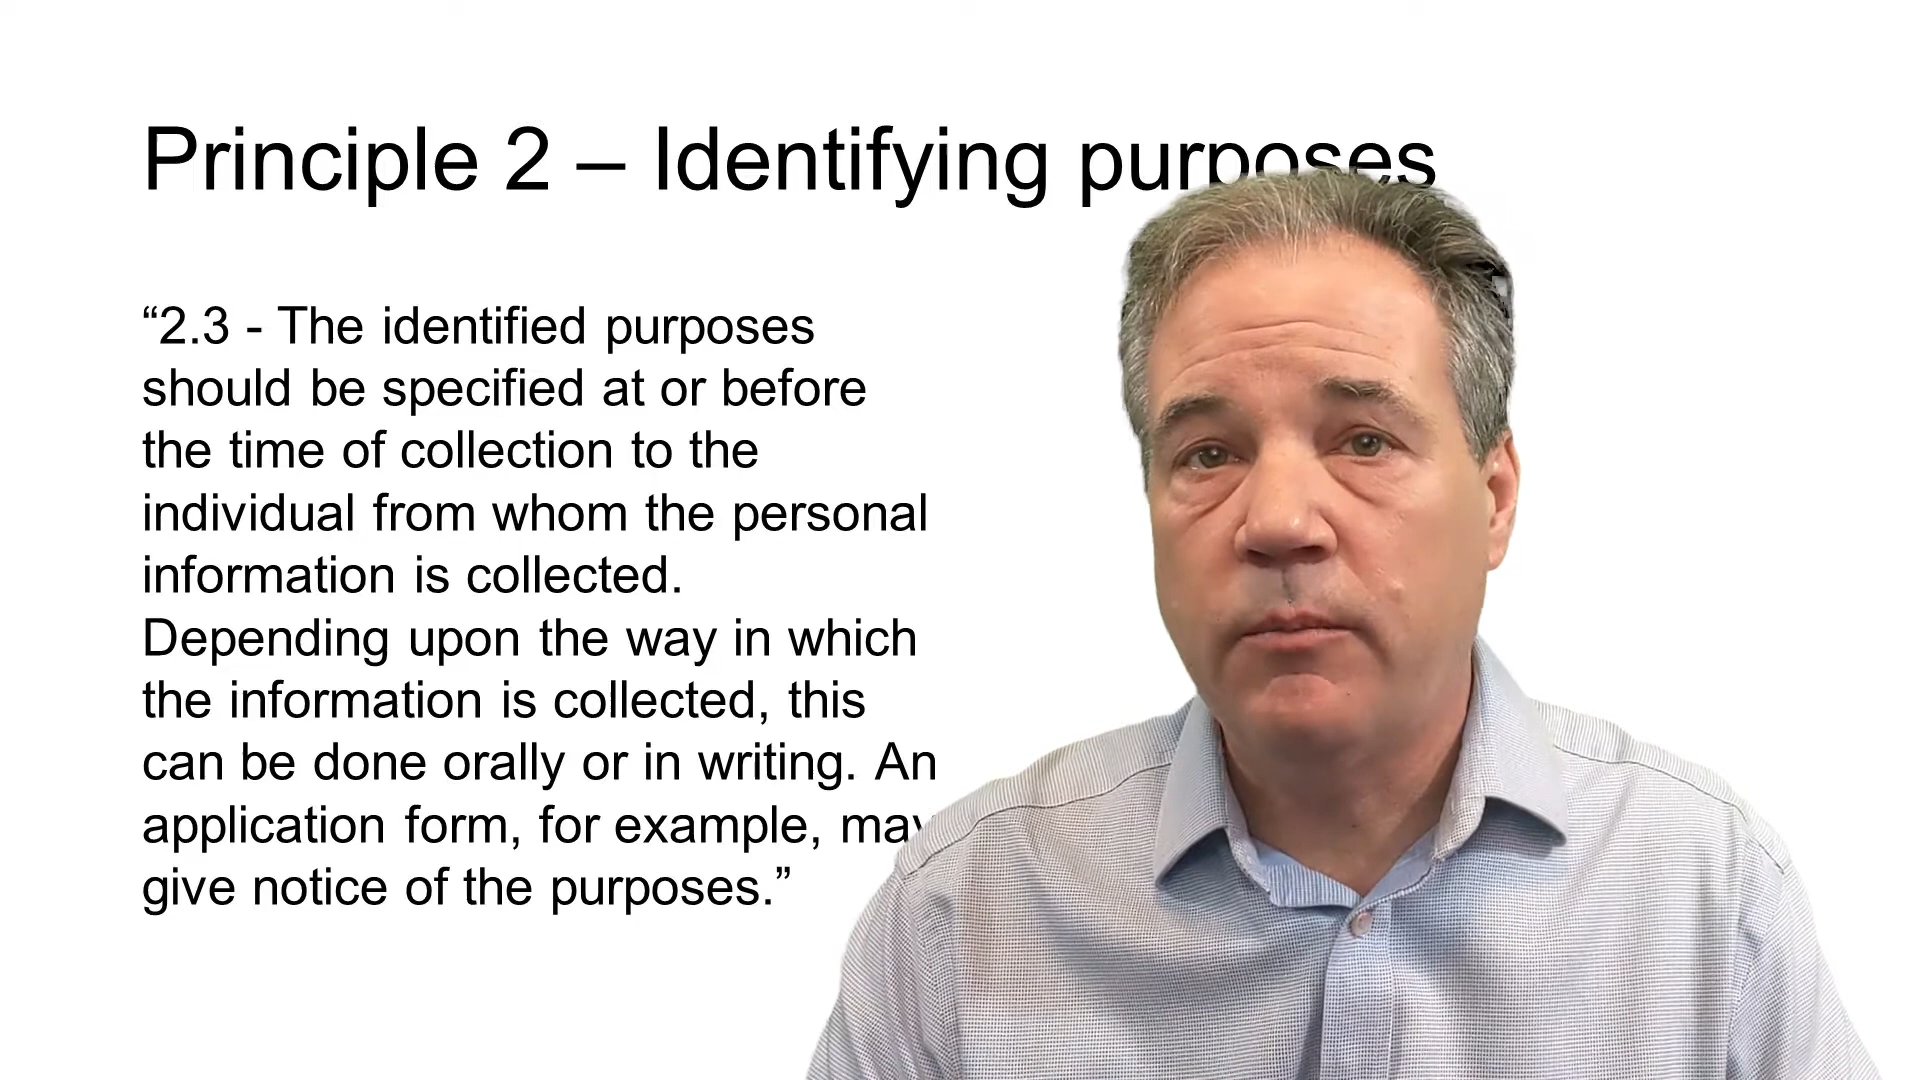 Principle 2 – Identifying purposes
“2.3 - The identified purposes
should be specified at or before
the time of collection to the
individual from whom the personal
information is collected.
Depending upon the way in which
the information is collected, this
can be done orally or in writing. An
application form, for example, may
give notice of the purposes.”